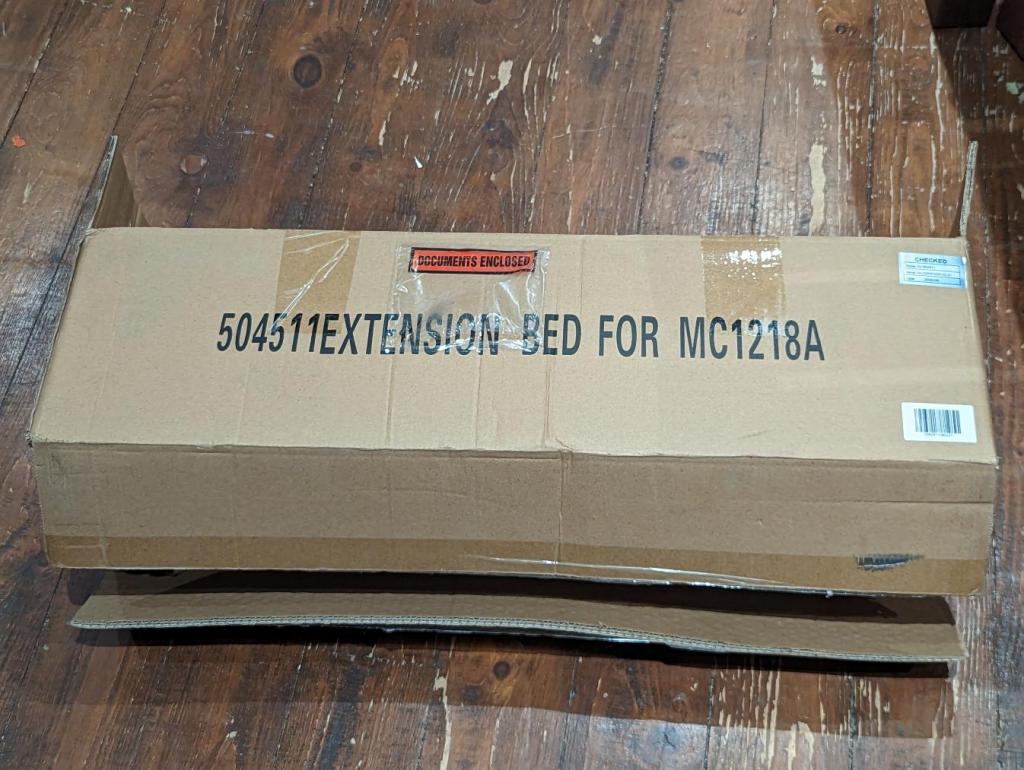 DOCUMENTS ENCLOSED
CHECKED
504511EXTENSION BED FOR MC1218A